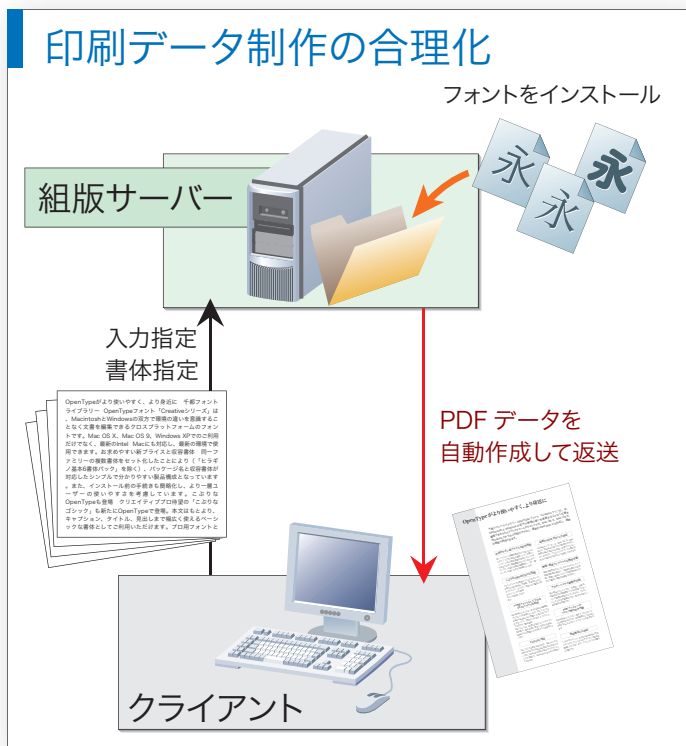 印刷データ制作の合理化
フォントをインストール
永
永
永
組版サーバー
入力指定
書体指定
OpenTypeがより使いやすく、より身近に　千都フォント
ライブラリー OpenTypeフォント「Creativeシリーズ」は
、MacintoshとWindowsの双方で環境の違いを意識するこ
となく文書を編集できるクロスプラットフォームのフォン
トです。Mac OS X、Mac OS 9、Windows XPでのご利用
だけでなく、最新のIntel Macにも対応し、最新の環境で使
用できます。お求めやすい新プライスと収容書体　同一フ
ァミリーの複数書体をセット化したことにより（「ヒラギ
ノ基本6書体パック」を除く）、パッケージ名と収容書体が
対応したシンプルで分かりやすい製品構成となっています
。また、インストール前の手続きも簡略化し、より一層ユ
ーザーの使いやすさを考慮しています。こぶりな
OpenTypeも登場　クリエイティブプロ待望の「こぶりな
ゴシック」も新たにOpenTypeで登場。本文はもとより、
キャプション、タイトル、見出しまで幅広く使えるベーシ
ックな書体としてご利用いただけます。プロ用フォントと
PDF データを
自動作成して返送
OpenTypeがより使いやすく、より身近に
クライアント